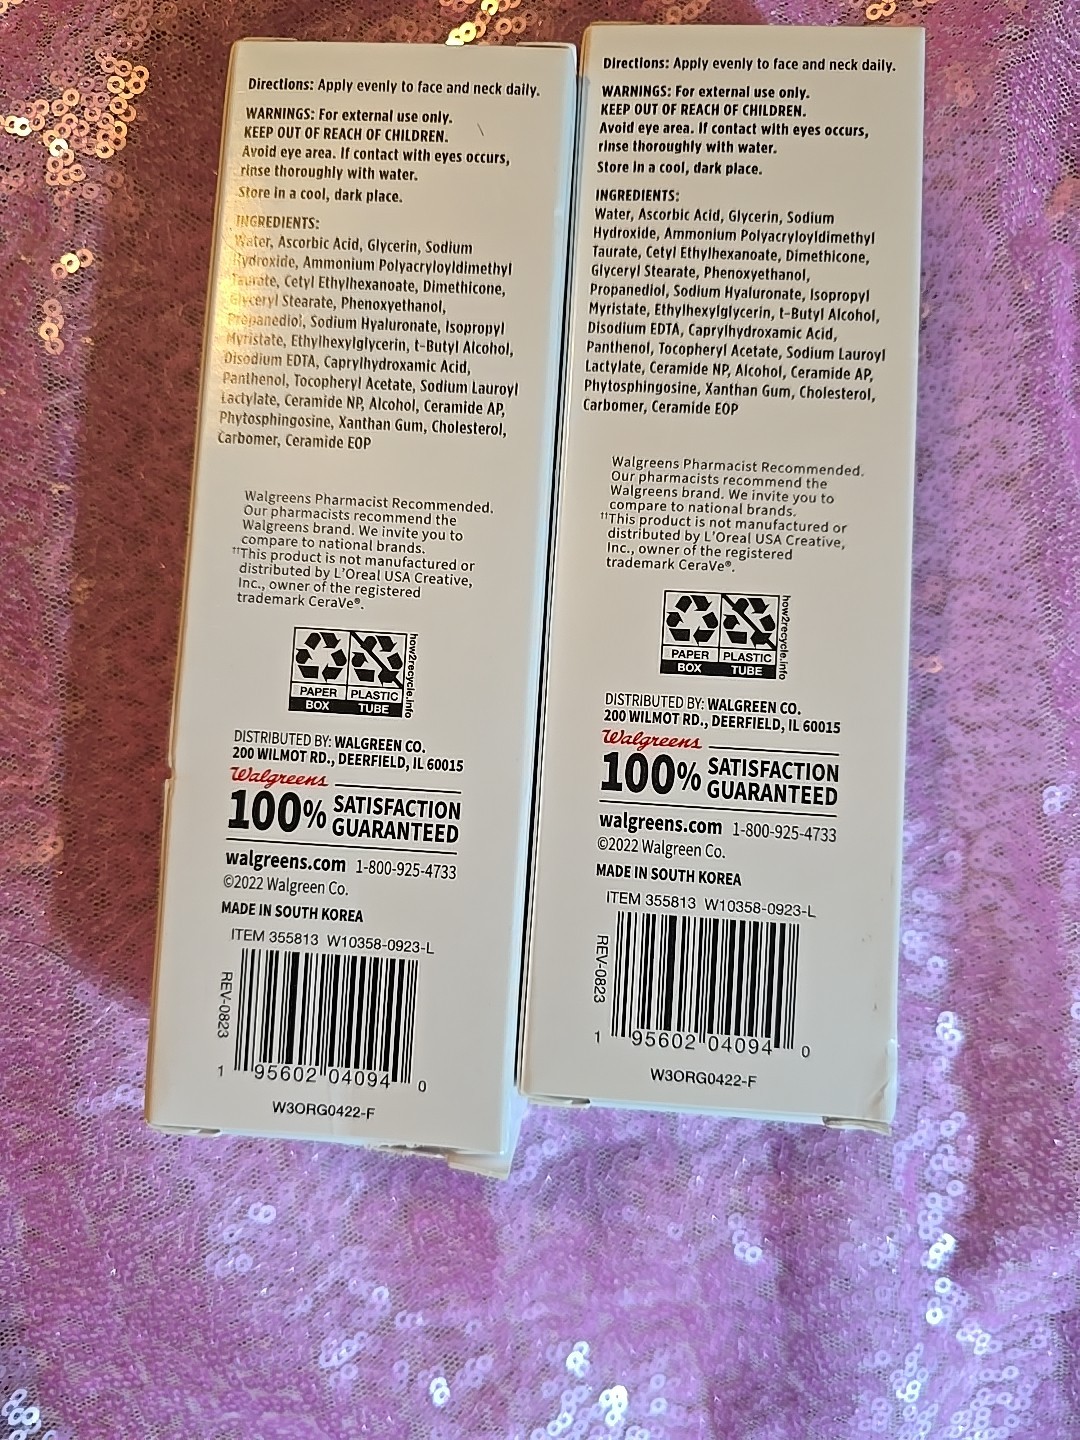 Directions: Apply evenly to face and neck daily.
WARNINGS: For external use only.
KEEP OUT OF REACH OF CHILDREN.
Avoid eye area. If contact with eyes occurs,
rinse thoroughly with water.
Store in a cool, dark place.
INGREDIENTS:
Water, Ascorbic Acid, Glycerin, Sodium
Hydroxide, Ammonium Polyacryloyldimethyl
Taurate, Cetyl Ethylhexanoate, Dimethicone,
Glyceryl Stearate, Phenoxyethanol,
Propanediol, Sodium Hyaluronate, Isopropyl
Myristate, Ethylhexylglycerin, t-Butyl Alcohol,
Disodium EDTA, Caprylhydroxamic Acid,
Panthenol, Tocopheryl Acetate, Sodium Lauroyl
Lactylate, Ceramide NP, Alcohol, Ceramide AP,
Phytosphingosine, Xanthan Gum, Cholesterol,
Carbomer, Ceramide EOP
Walgreens Pharmacist Recommended.
Our pharmacists recommend the
Walgreens brand. We invite you to
compare to national brands.
††This product is not manufactured or
distributed by L'Oreal USA Creative,
Inc., owner of the registered
trademark CeraVe®.
PAPER PLASTIC
BOX TUBE
how2recycle.info
DISTRIBUTED BY: WALGREEN CO.
200 WILMOT RD., DEERFIELD, IL 60015
Walgreens
100% SATISFACTION
GUARANTEED
walgreens.com 1-800-925-4733
©2022 Walgreen Co.
MADE IN SOUTH KOREA
ITEM 355813 W10358-0923-L
REV-0823
1 95602 04094 0
W3ORG0422-F
Directions: Apply evenly to face and neck daily.
WARNINGS: For external use only.
KEEP OUT OF REACH OF CHILDREN.
Avoid eye area. If contact with eyes occurs,
rinse thoroughly with water.
Store in a cool, dark place.
INGREDIENTS:
Water, Ascorbic Acid, Glycerin, Sodium
Hydroxide, Ammonium Polyacryloyldimethyl
Taurate, Cetyl Ethylhexanoate, Dimethicone,
Glyceryl Stearate, Phenoxyethanol,
Propanediol, Sodium Hyaluronate, Isopropyl
Myristate, Ethylhexylglycerin, t-Butyl Alcohol,
Disodium EDTA, Caprylhydroxamic Acid,
Panthenol, Tocopheryl Acetate, Sodium Lauroyl
Lactylate, Ceramide NP, Alcohol, Ceramide AP,
Phytosphingosine, Xanthan Gum, Cholesterol,
Carbomer, Ceramide EOP
Walgreens Pharmacist Recommended.
Our pharmacists recommend the
Walgreens brand. We invite you to
compare to national brands.
††This product is not manufactured or
distributed by L'Oreal USA Creative,
Inc., owner of the registered
trademark CeraVe®.
PAPER PLASTIC
BOX TUBE
how2recycle.info
DISTRIBUTED BY: WALGREEN CO.
200 WILMOT RD., DEERFIELD, IL 60015
Walgreens
100% SATISFACTION
GUARANTEED
walgreens.com 1-800-925-4733
©2022 Walgreen Co.
MADE IN SOUTH KOREA
ITEM 355813 W10358-0923-L
REV-0823
1 95602 04094 0
W3ORG0422-F